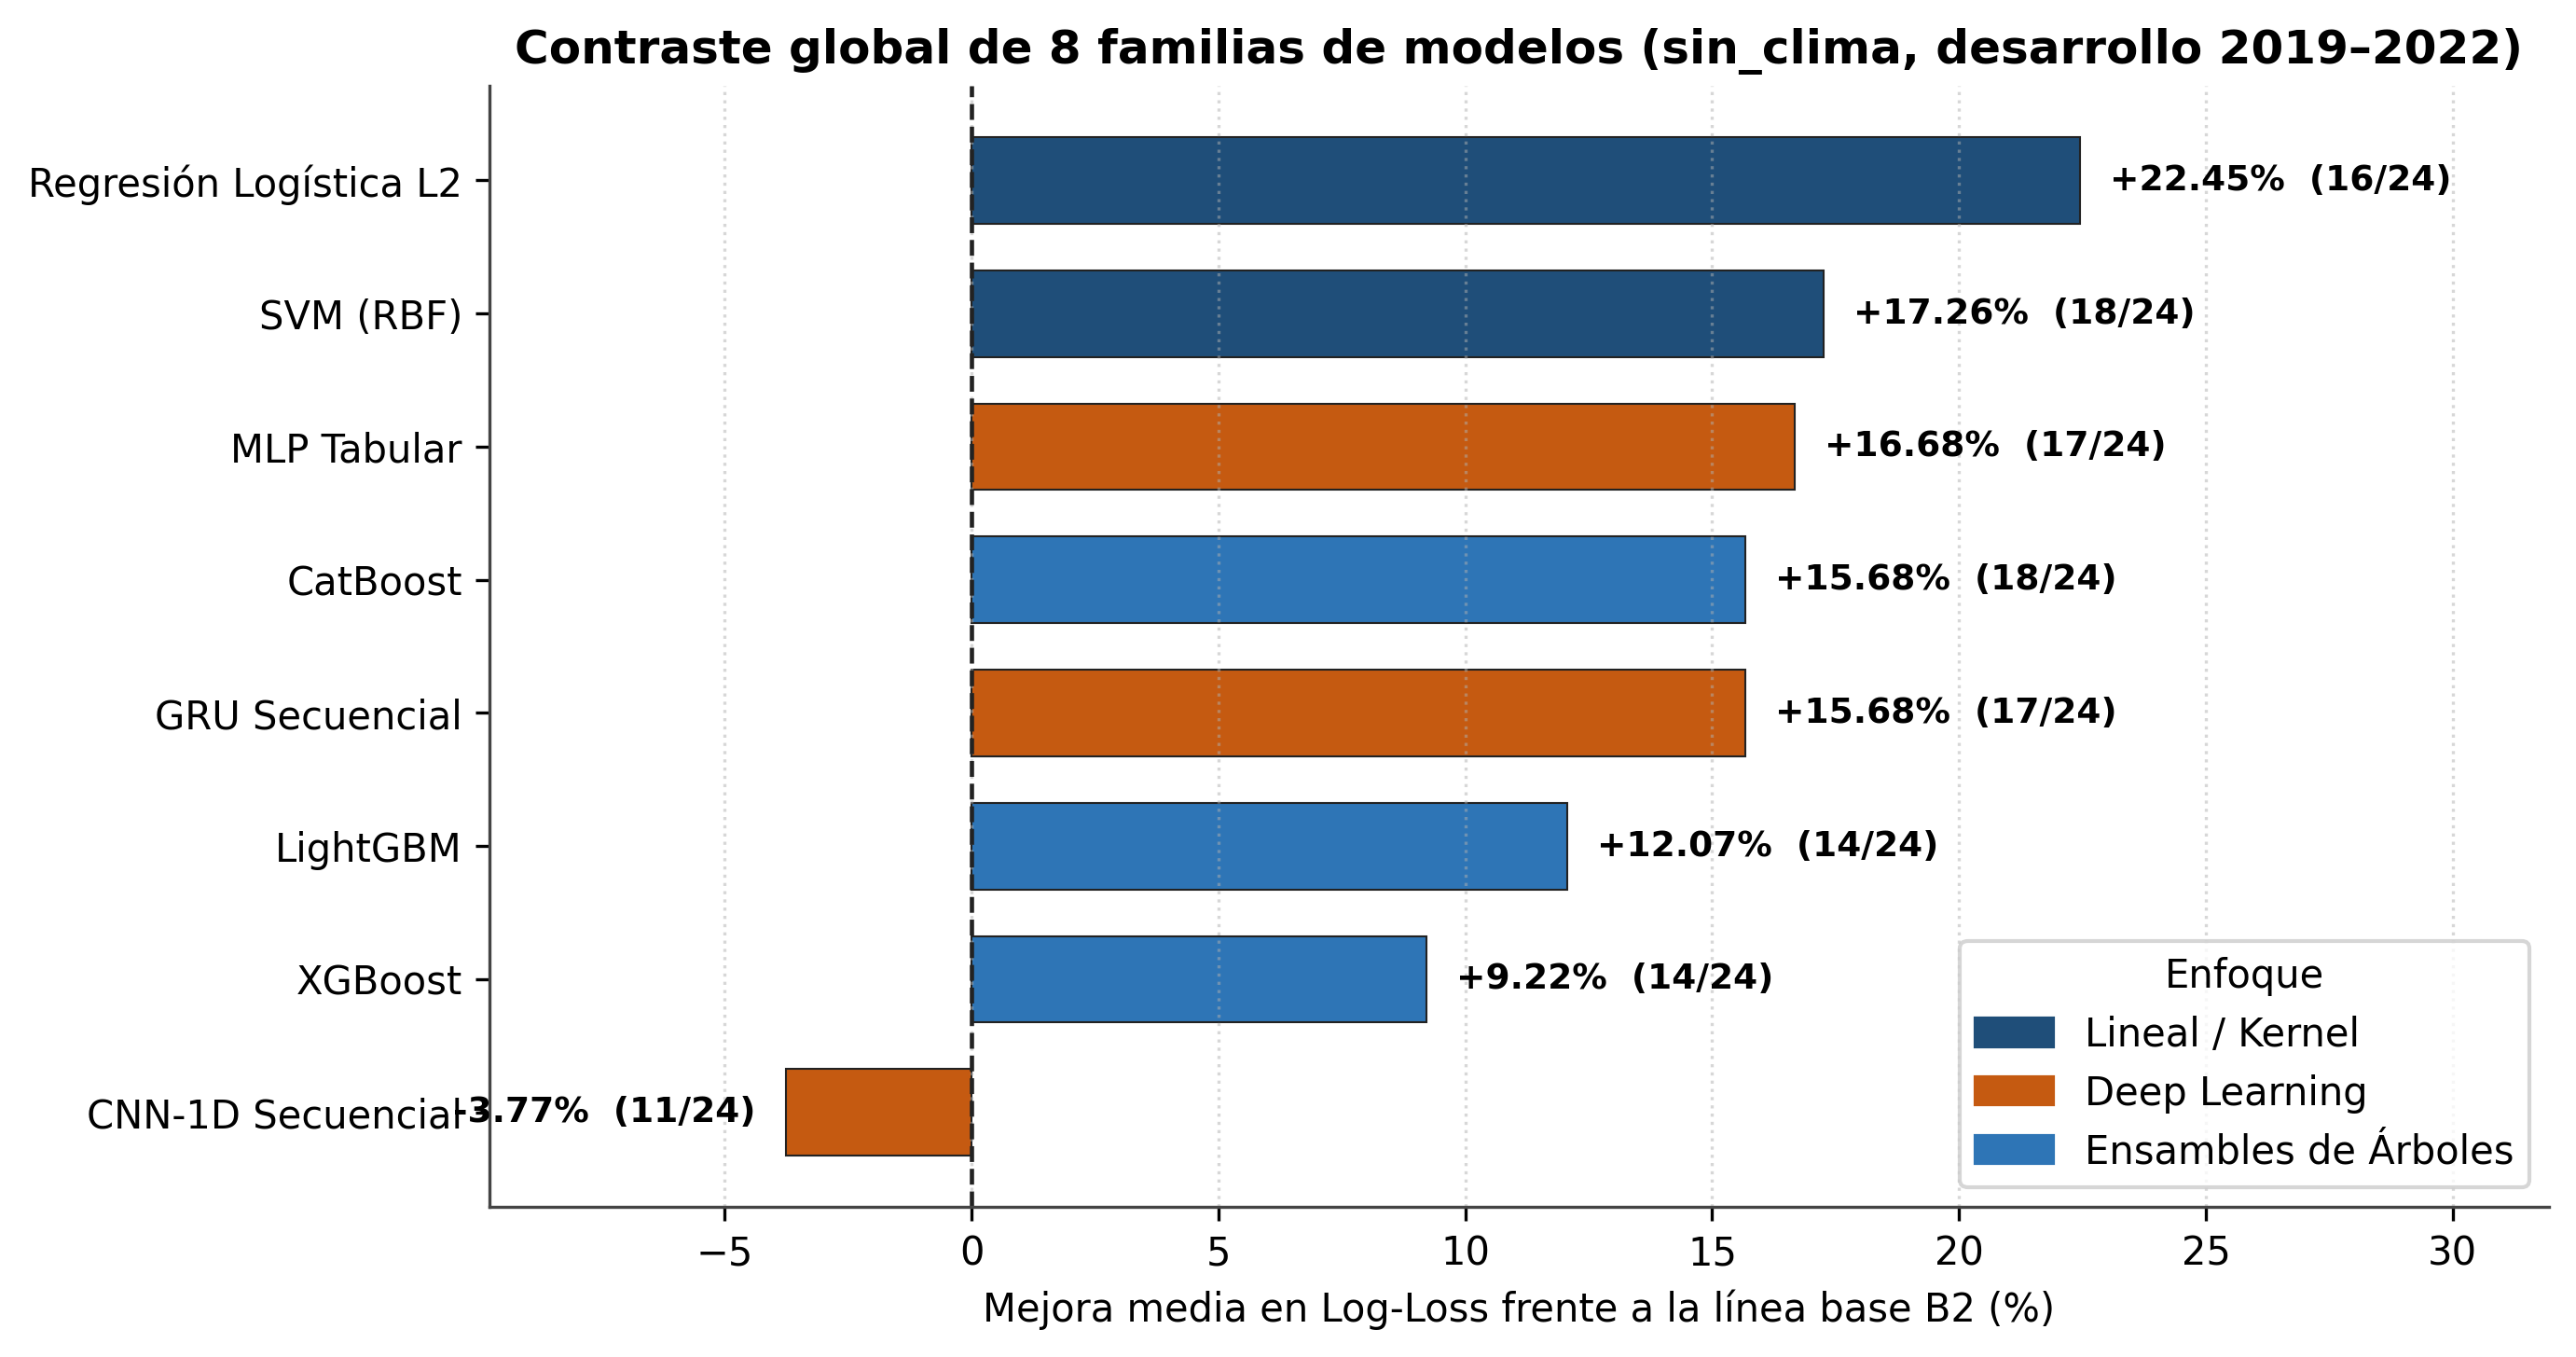 Contraste global de 8 familias de modelos (sin_clima, desarrollo 2019–2022)
Regresión Logística L2 +22.45% (16/24)
SVM (RBF) +17.26% (18/24)
MLP Tabular +16.68% (17/24)
CatBoost +15.68% (18/24)
GRU Secuencial +15.68% (17/24)
LightGBM +12.07% (14/24)
XGBoost +9.22% (14/24)
CNN-1D Secuencial -3.77% (11/24)
Enfoque
Lineal / Kernel
Deep Learning
Ensambles de Árboles
−5 0 5 10 15 20 25 30
Mejora media en Log-Loss frente a la línea base B2 (%)